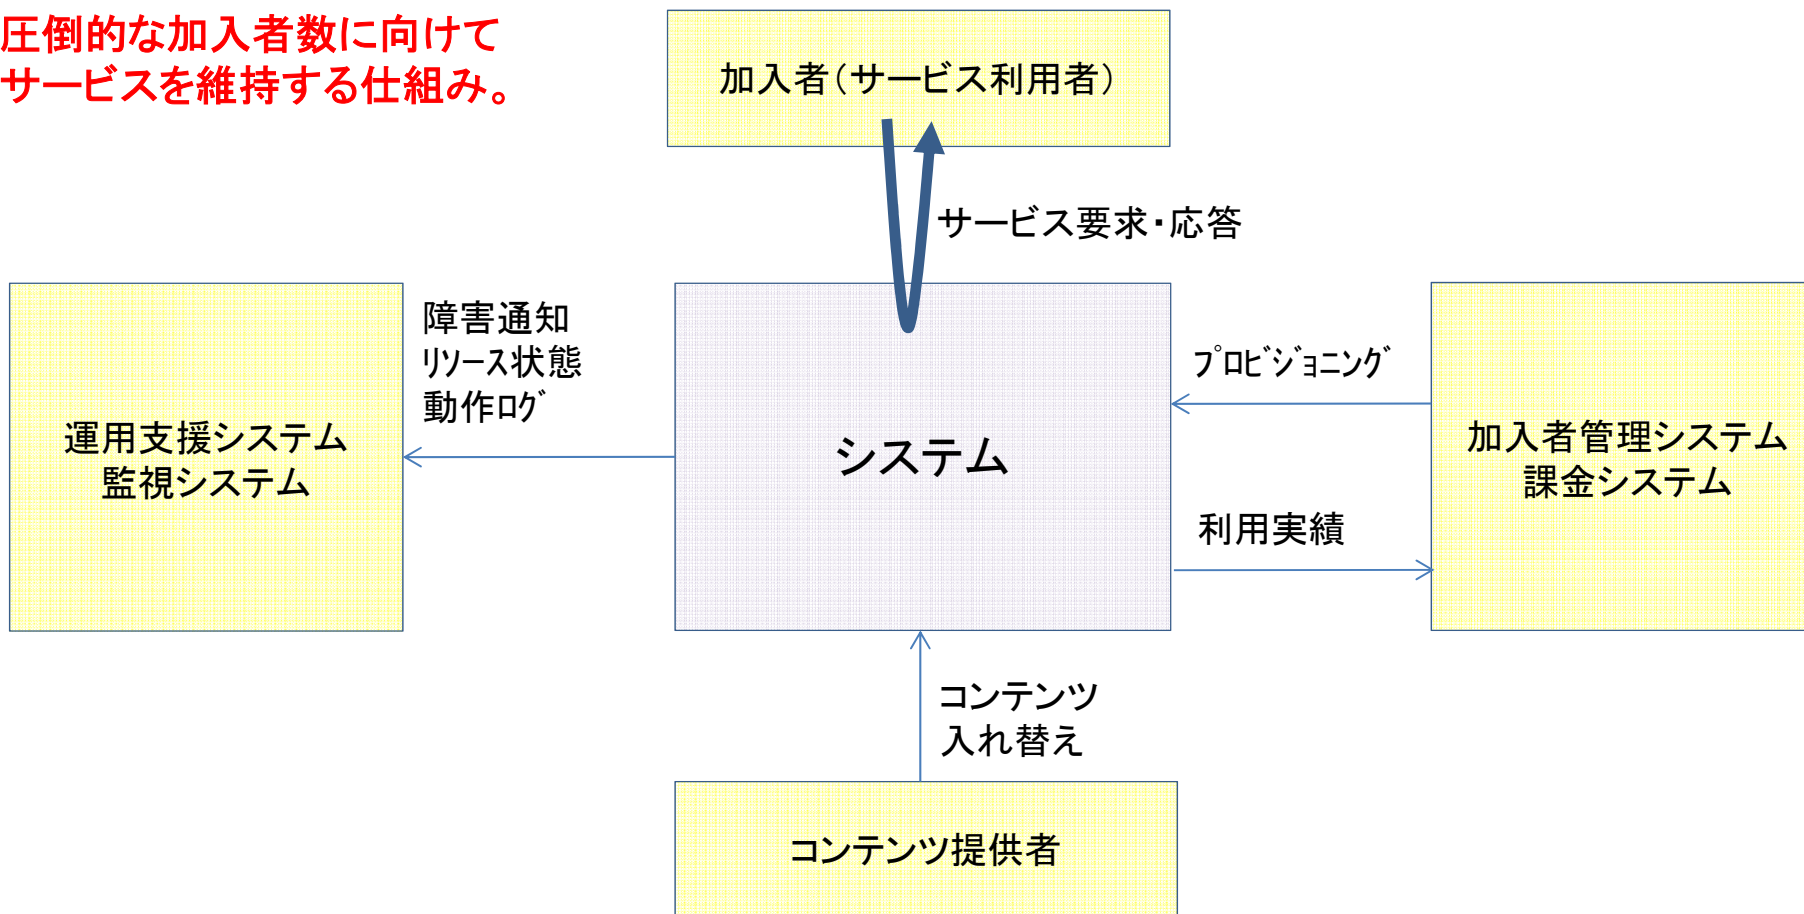 圧倒的な加入者数に向けて
サービスを維持する仕組み。
加入者(サービス利用者)
サービス要求・応答
障害通知
ﾘｿｰｽ状態
動作ﾛｸﾞ
運用支援システム
監視システム
システム
ﾌﾟﾛﾋﾞｼﾞｮﾆﾝｸﾞ
利用実績
加入者管理システム
課金システム
コンテンツ
入れ替え
コンテンツ提供者